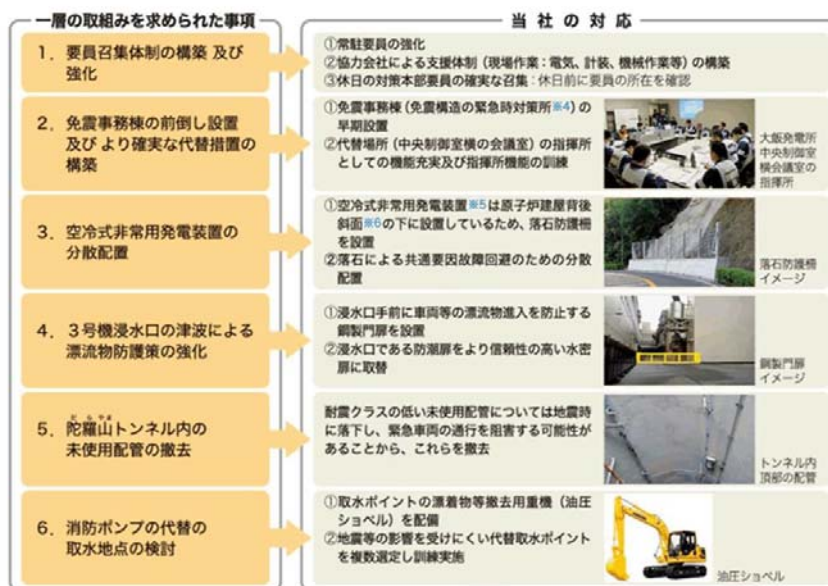 一層の取組みを求められた事項
当社の対応
1．要員召集体制の構築 及び
強化
①常駐要員の強化
②協力会社による支援体制（現場作業：電気、計装、機械作業等）の構築
③休日の対策本部要員の確実な召集：休日前に要員の所在を確認
2．免震事務棟の前倒し設置
及び より確実な代替措置の
構築
①免震事務棟（免震構造の緊急時対策所※4）の
早期設置
②代替場所（中央制御室横の会議室）の指揮所
としての機能充実及び指揮所機能の訓練
大飯発電所
中央制御室
横会議室の
指揮所
3．空冷式非常用発電装置の
分散配置
①空冷式非常用発電装置※5は原子炉建屋背後
斜面※6の下に設置しているため、落石防護柵
を設置
②落石による共通要因故障回避のための分散
配置
落石防護柵
イメージ
4．3号機浸水口の津波による
漂流物防護策の強化
①浸水口手前に車両等の漂流物進入を防止する
鋼製門扉を設置
②浸水口である防潮扉をより信頼性の高い水密
扉に取替
鋼製門扉
イメージ
だらやま
5．陀羅山トンネル内の
未使用配管の撤去
耐震クラスの低い未使用配管については地震時
に落下し、緊急車両の通行を阻害する可能性
があることから、これらを撤去
トンネル内
頂部の配管
6．消防ポンプの代替の
取水地点の検討
①取水ポイントの漂着物等撤去用重機（油圧
ショベル）を配備
②地震等の影響を受けにくい代替取水ポイント
を複数選定し訓練実施
油圧ショベル